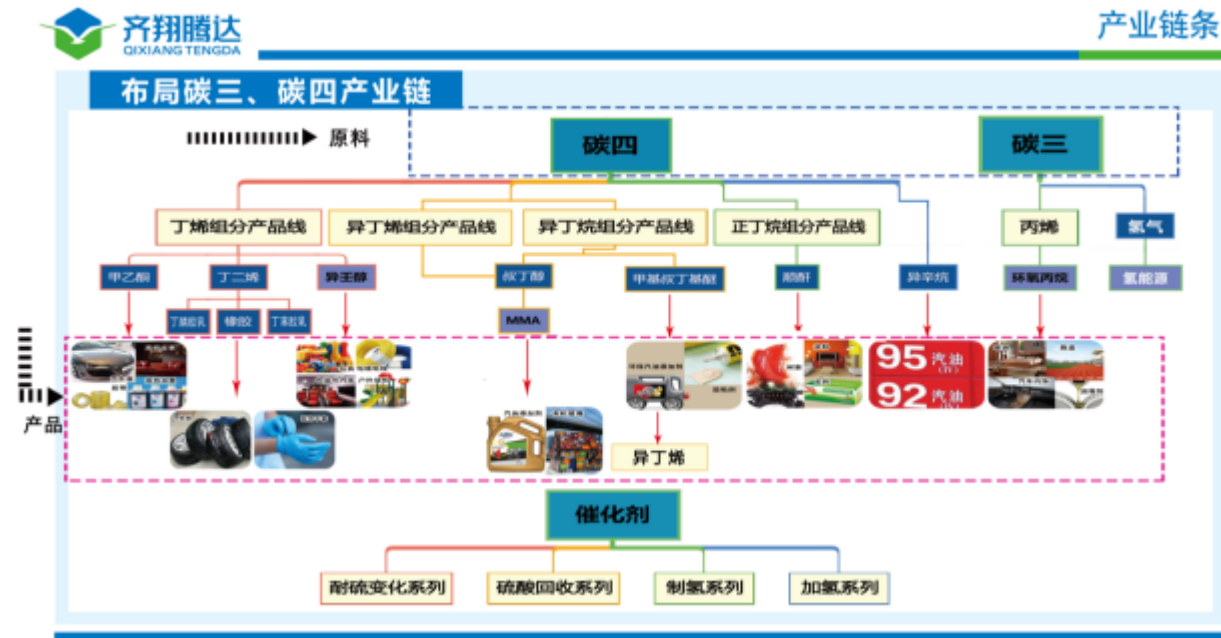 齐翔腾达
QIXIANG TENGDA
产业链条
布局碳三、碳四产业链
原料
碳四
碳三
丁烯组分产品线
异丁烯组分产品线
异丁烷组分产品线
正丁烷组分产品线
丙烯
氢气
甲乙酮
丁二烯
异壬醇
叔丁醇
甲基叔丁基醚
顺酐
异辛烷
环氧丙烷
氢能源
丁腈胶乳
橡胶
丁苯胶乳
MMA
95 汽油
92 汽油
汽油添加剂
产品
异丁烯
催化剂
耐硫变化系列
硫酸回收系列
制氢系列
加氢系列